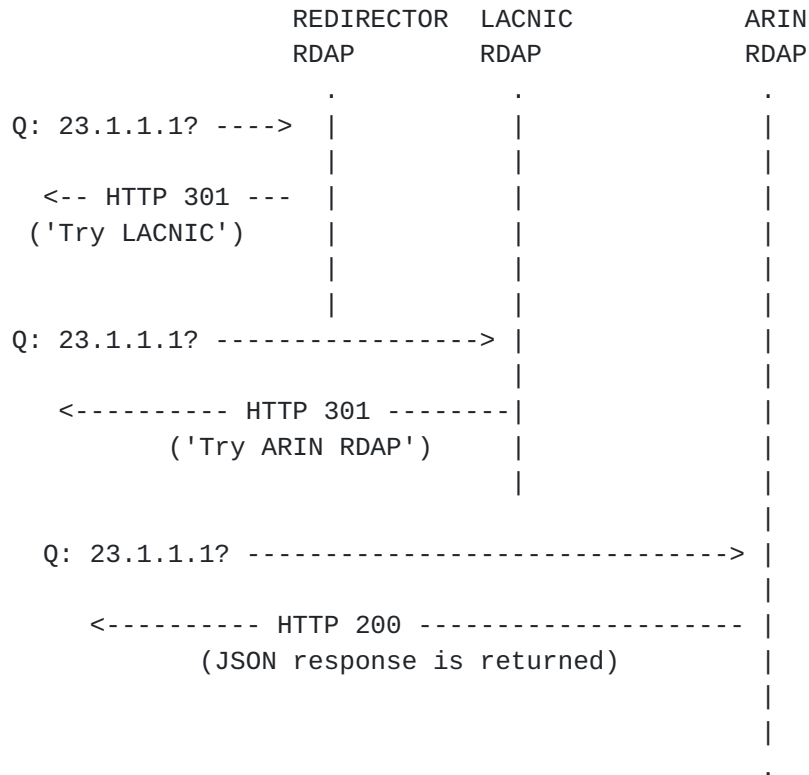 REDIRECTOR  LACNIC           ARIN
                  RDAP        RDAP             RDAP
                    .           .               .
Q: 23.1.1.1? ---->  |           |               |
                    |           |               |
  <-- HTTP 301 ---  |           |               |
 ('Try LACNIC')     |           |               |
                    |           |               |
                    |           |               |
Q: 23.1.1.1? -----------------> |               |
                                |               |
   <---------- HTTP 301 --------|               |
          ('Try ARIN RDAP')     |               |
                                |               |
                                                |
  Q: 23.1.1.1? -------------------------------> |
                                                |
     <---------- HTTP 200 --------------------- |
            (JSON response is returned)         |
                                                |
                                                |
                                                .